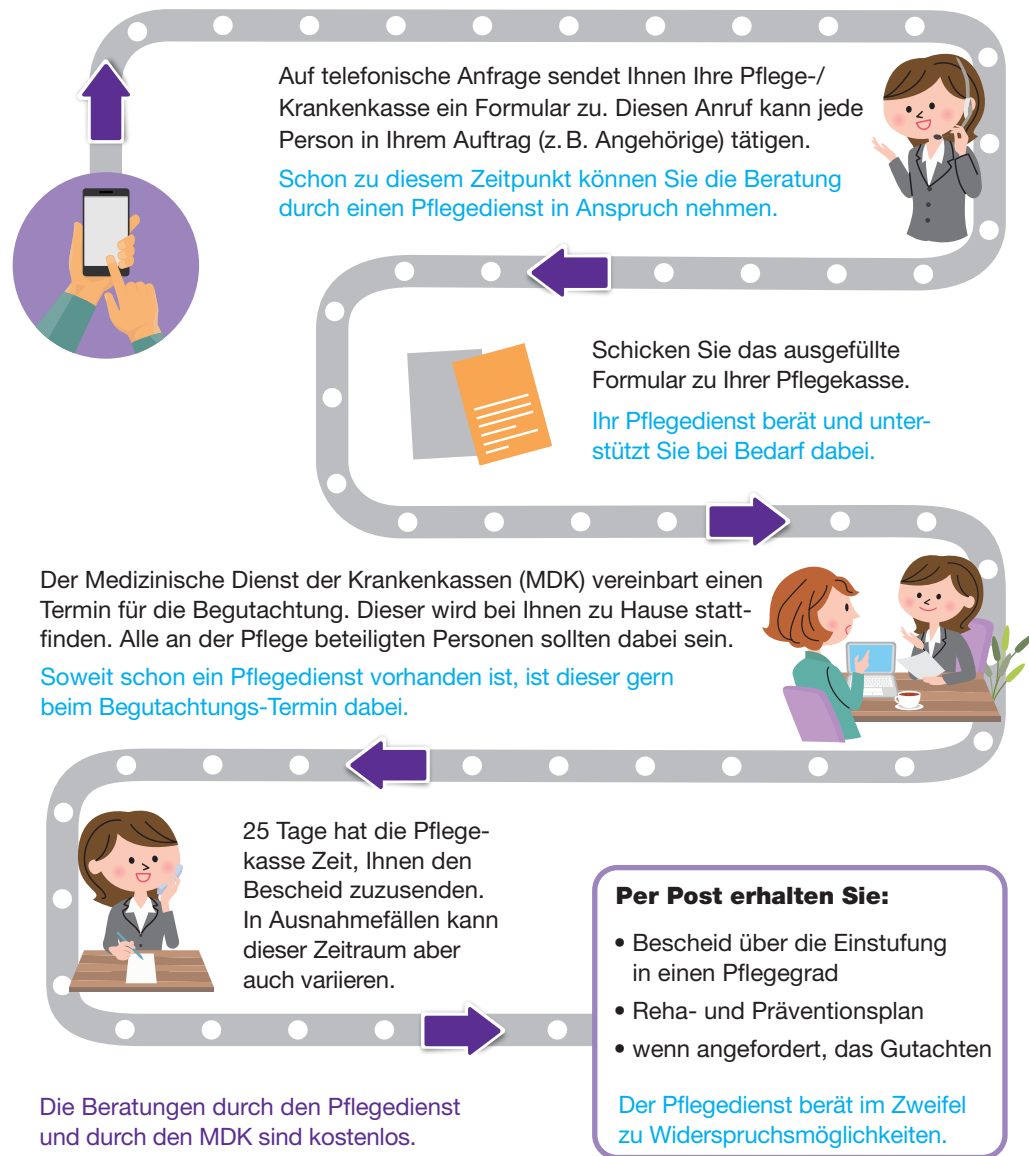 Auf telefonische Anfrage sendet Ihnen Ihre Pflege-/
Krankenkasse ein Formular zu. Diesen Anruf kann jede
Person in Ihrem Auftrag (z. B. Angehörige) tätigen.
Schon zu diesem Zeitpunkt können Sie die Beratung
durch einen Pflegedienst in Anspruch nehmen.
Schicken Sie das ausgefüllte
Formular zu Ihrer Pflegekasse.
Ihr Pflegedienst berät und unter-
stützt Sie bei Bedarf dabei.
Der Medizinische Dienst der Krankenkassen (MDK) vereinbart einen
Termin für die Begutachtung. Dieser wird bei Ihnen zu Hause statt-
finden. Alle an der Pflege beteiligten Personen sollten dabei sein.
Soweit schon ein Pflegedienst vorhanden ist, ist dieser gern
beim Begutachtungs-Termin dabei.
25 Tage hat die Pflege-
kasse Zeit, Ihnen den
Bescheid zuzusenden.
In Ausnahmefällen kann
dieser Zeitraum aber
auch variieren.
Per Post erhalten Sie:
• Bescheid über die Einstufung
in einen Pflegegrad
• Reha- und Präventionsplan
• wenn angefordert, das Gutachten
Der Pflegedienst berät im Zweifel
zu Widerspruchsmöglichkeiten.
Die Beratungen durch den Pflegedienst
und durch den MDK sind kostenlos.